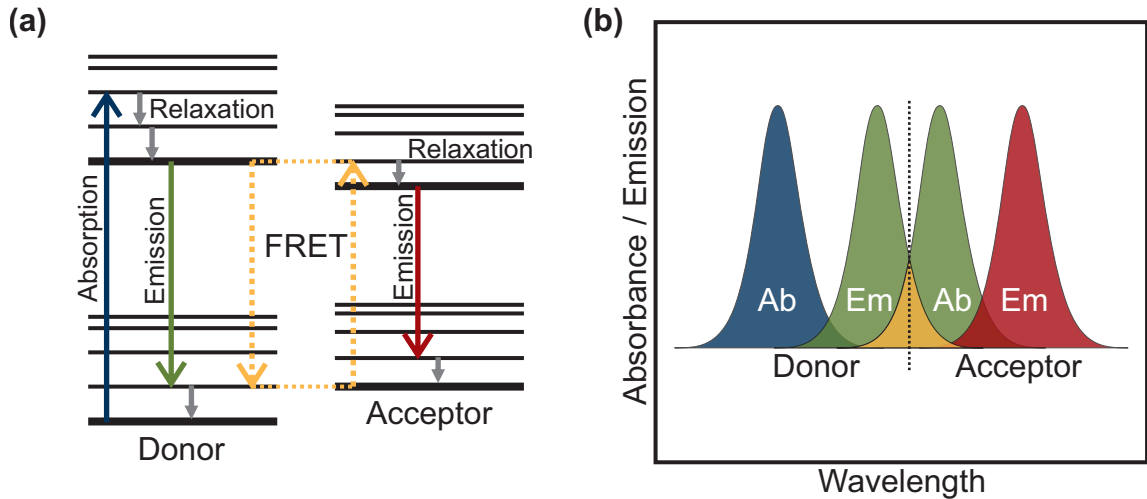 (a)
Relaxation
Absorption
Emission
Donor
FRET
Relaxation
Emission
Acceptor
(b)
Absorbance / Emission
Ab
Em
Ab
Em
Donor
Acceptor
Wavelength